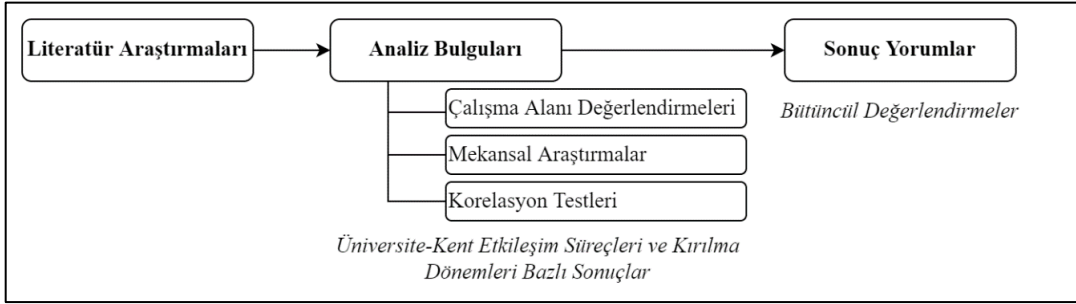 Literatür Araştırmaları
Analiz Bulguları
Sonuç Yorumlar
Çalışma Alanı Değerlendirmeleri
Bütüncül Değerlendirmeler
Mekansal Araştırmalar
Korelasyon Testleri
Üniversite-Kent Etkileşim Süreçleri ve Kırılma
Dönemleri Bazlı Sonuçlar